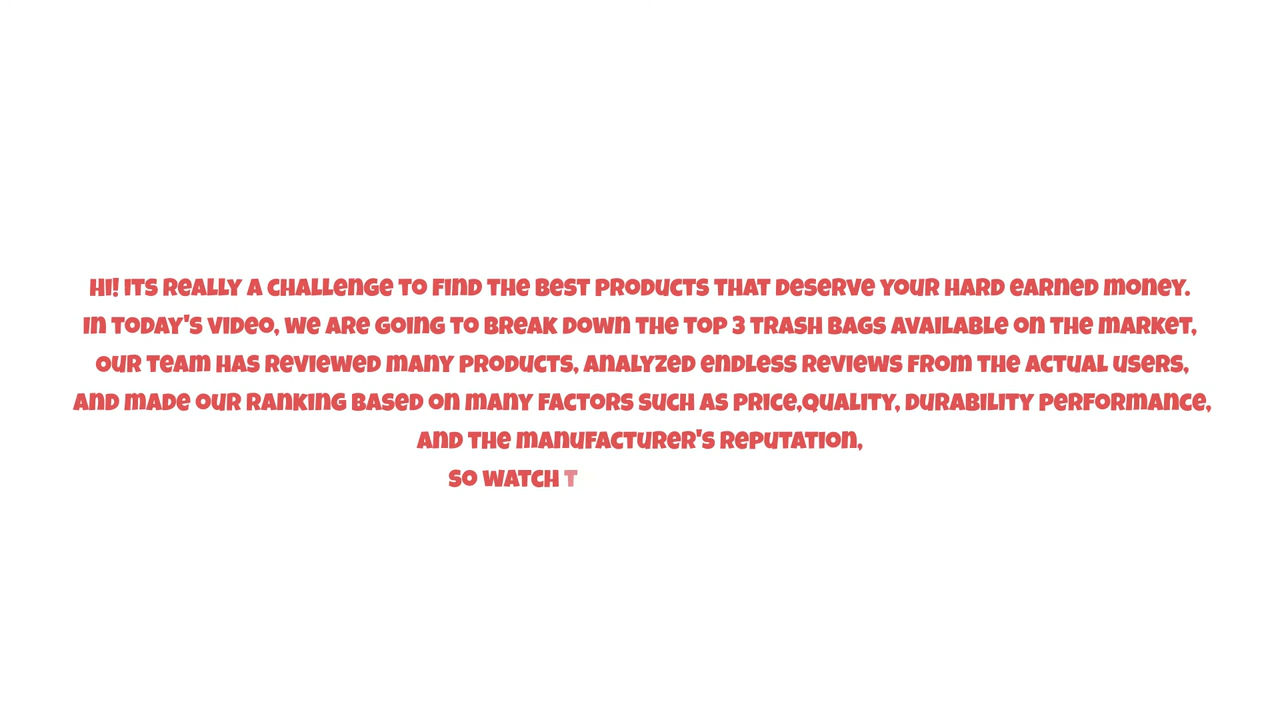 Hi! Its really a challenge to find the best products that deserve your hard earned money.
In today's video, we are going to break down the top 3 trash bags available on the market,
our team has reviewed many products, analyzed endless reviews from the actual users,
and made our ranking based on many factors such as price,quality, durability performance,
and the manufacturer's reputation,
so watch t